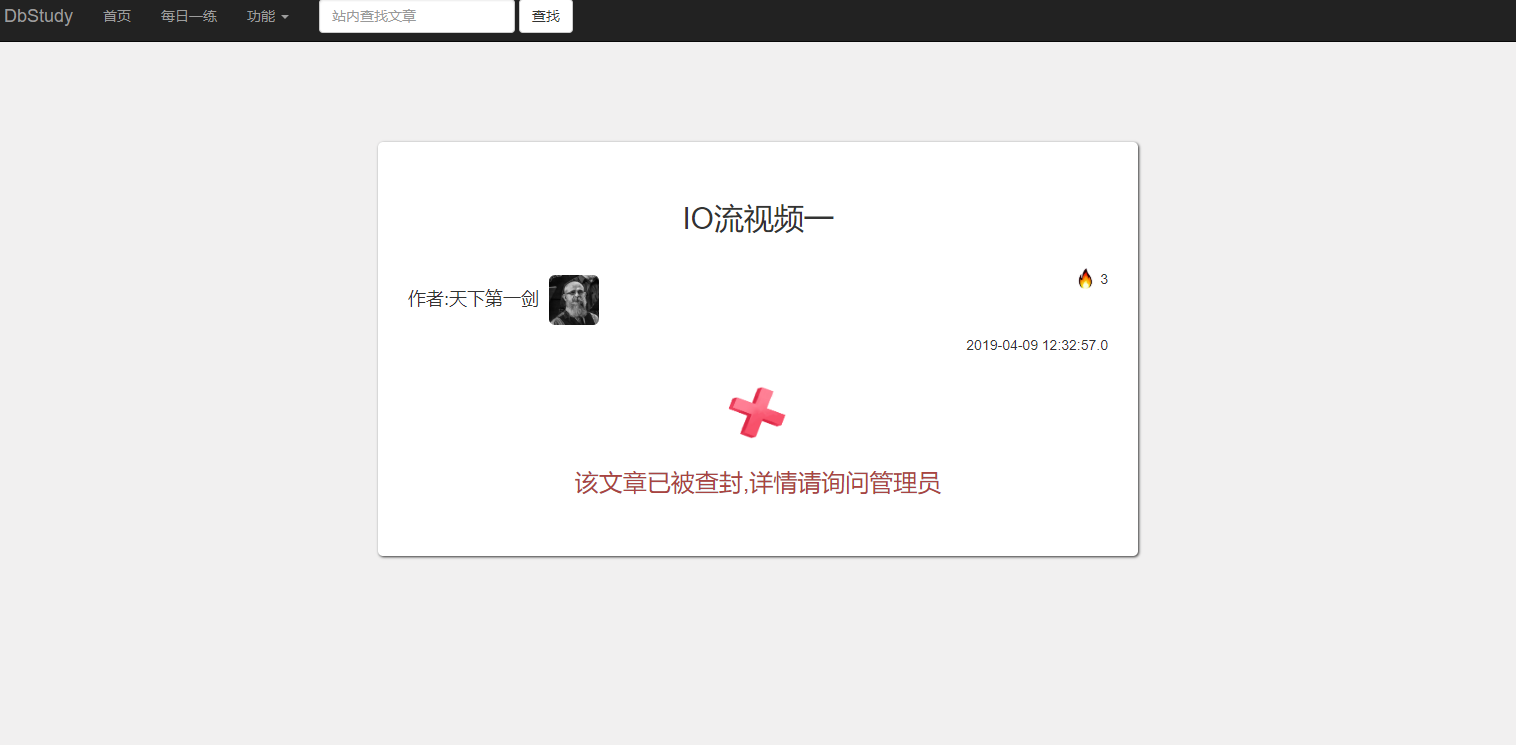 DbStudy 首页 每日一练 功能 站内查找文章 查找
IO流视频一
3
作者:天下第一剑
2019-04-09 12:32:57.0
该文章已被查封,详情请询问管理员